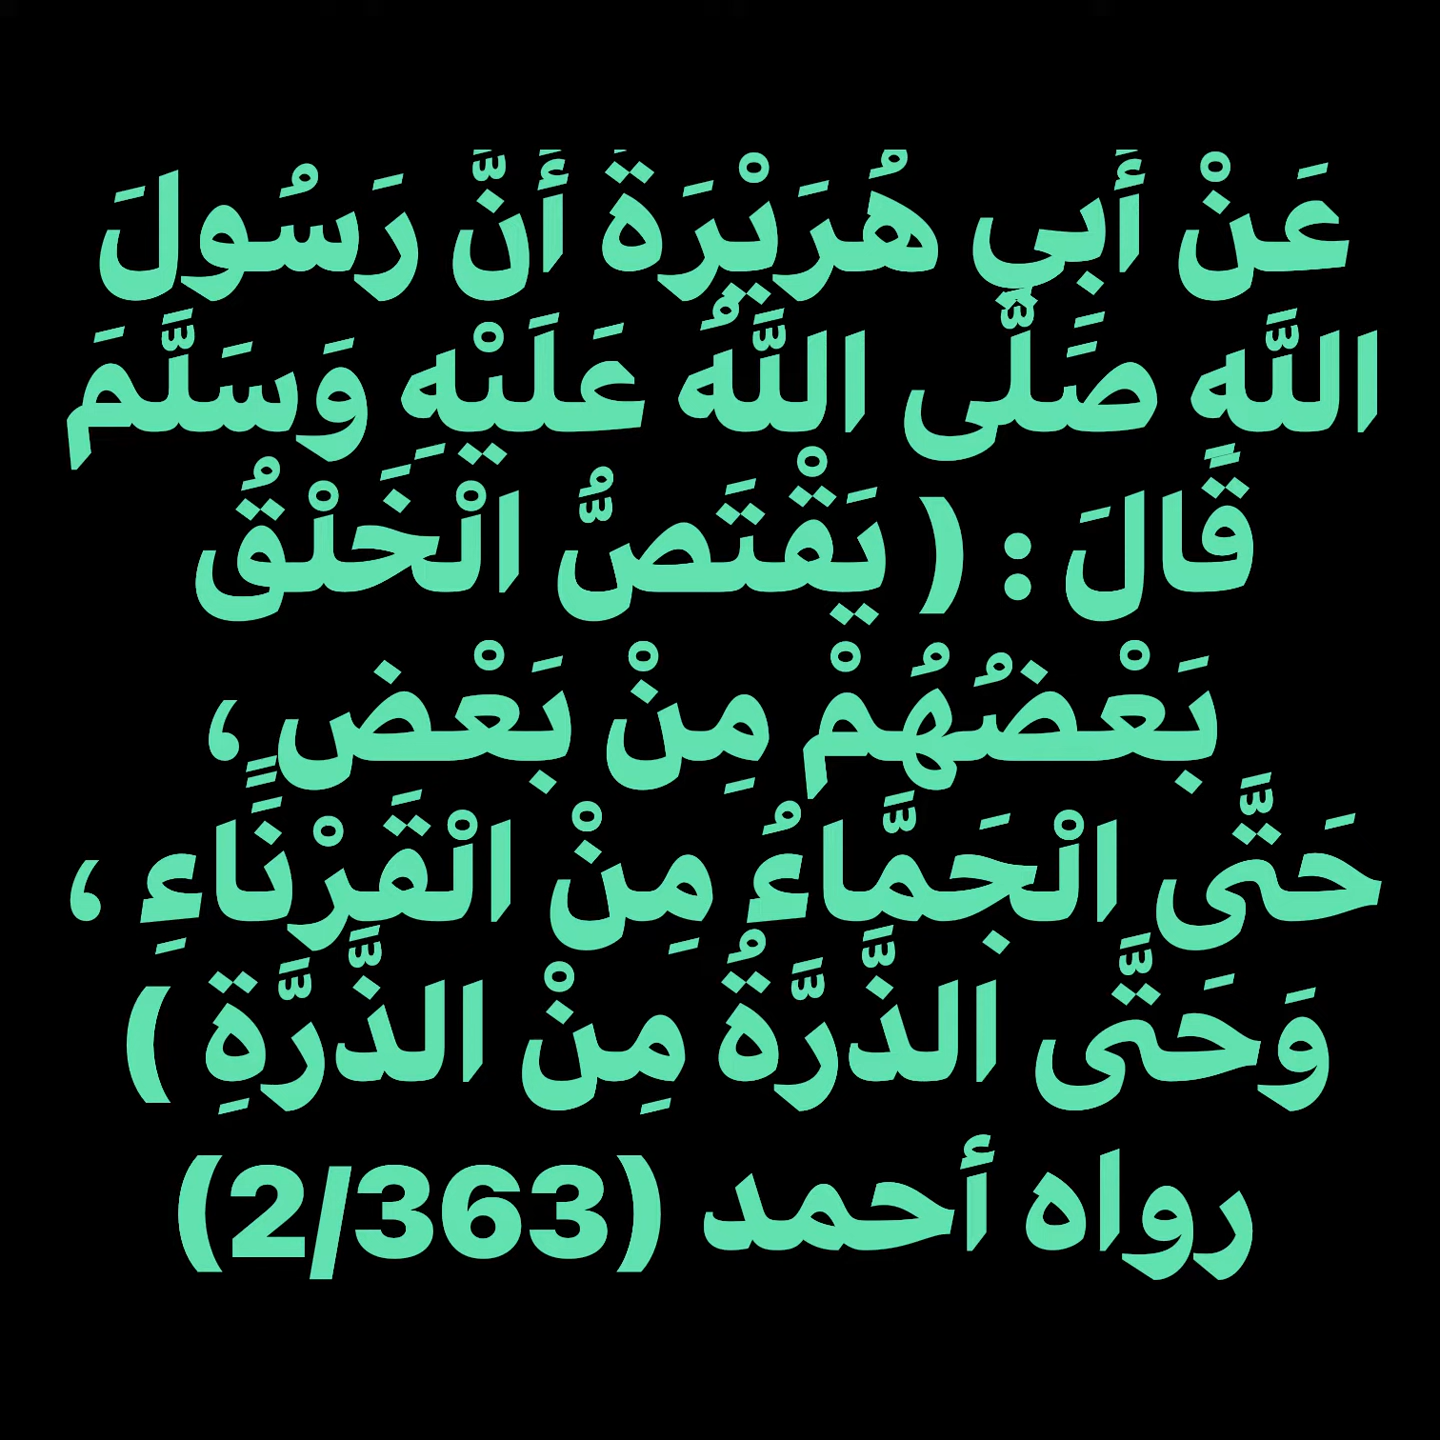 عَنْ أَبِي هُرَيْرَةَ أَنَّ رَسُولَ
اللَّهِ صَلَّى اللَّهُ عَلَيْهِ وَسَلَّمَ
قَالَ : ( يَقْتَصُّ الْخَلْقُ
بَعْضُهُمْ مِنْ بَعْضٍ ،
حَتَّى الْجَمَّاءُ مِنْ الْقَرْنَاءِ ،
وَحَتَّى الذَّرَّةُ مِنْ الذَّرَّةِ )
رواه أحمد (2/363)